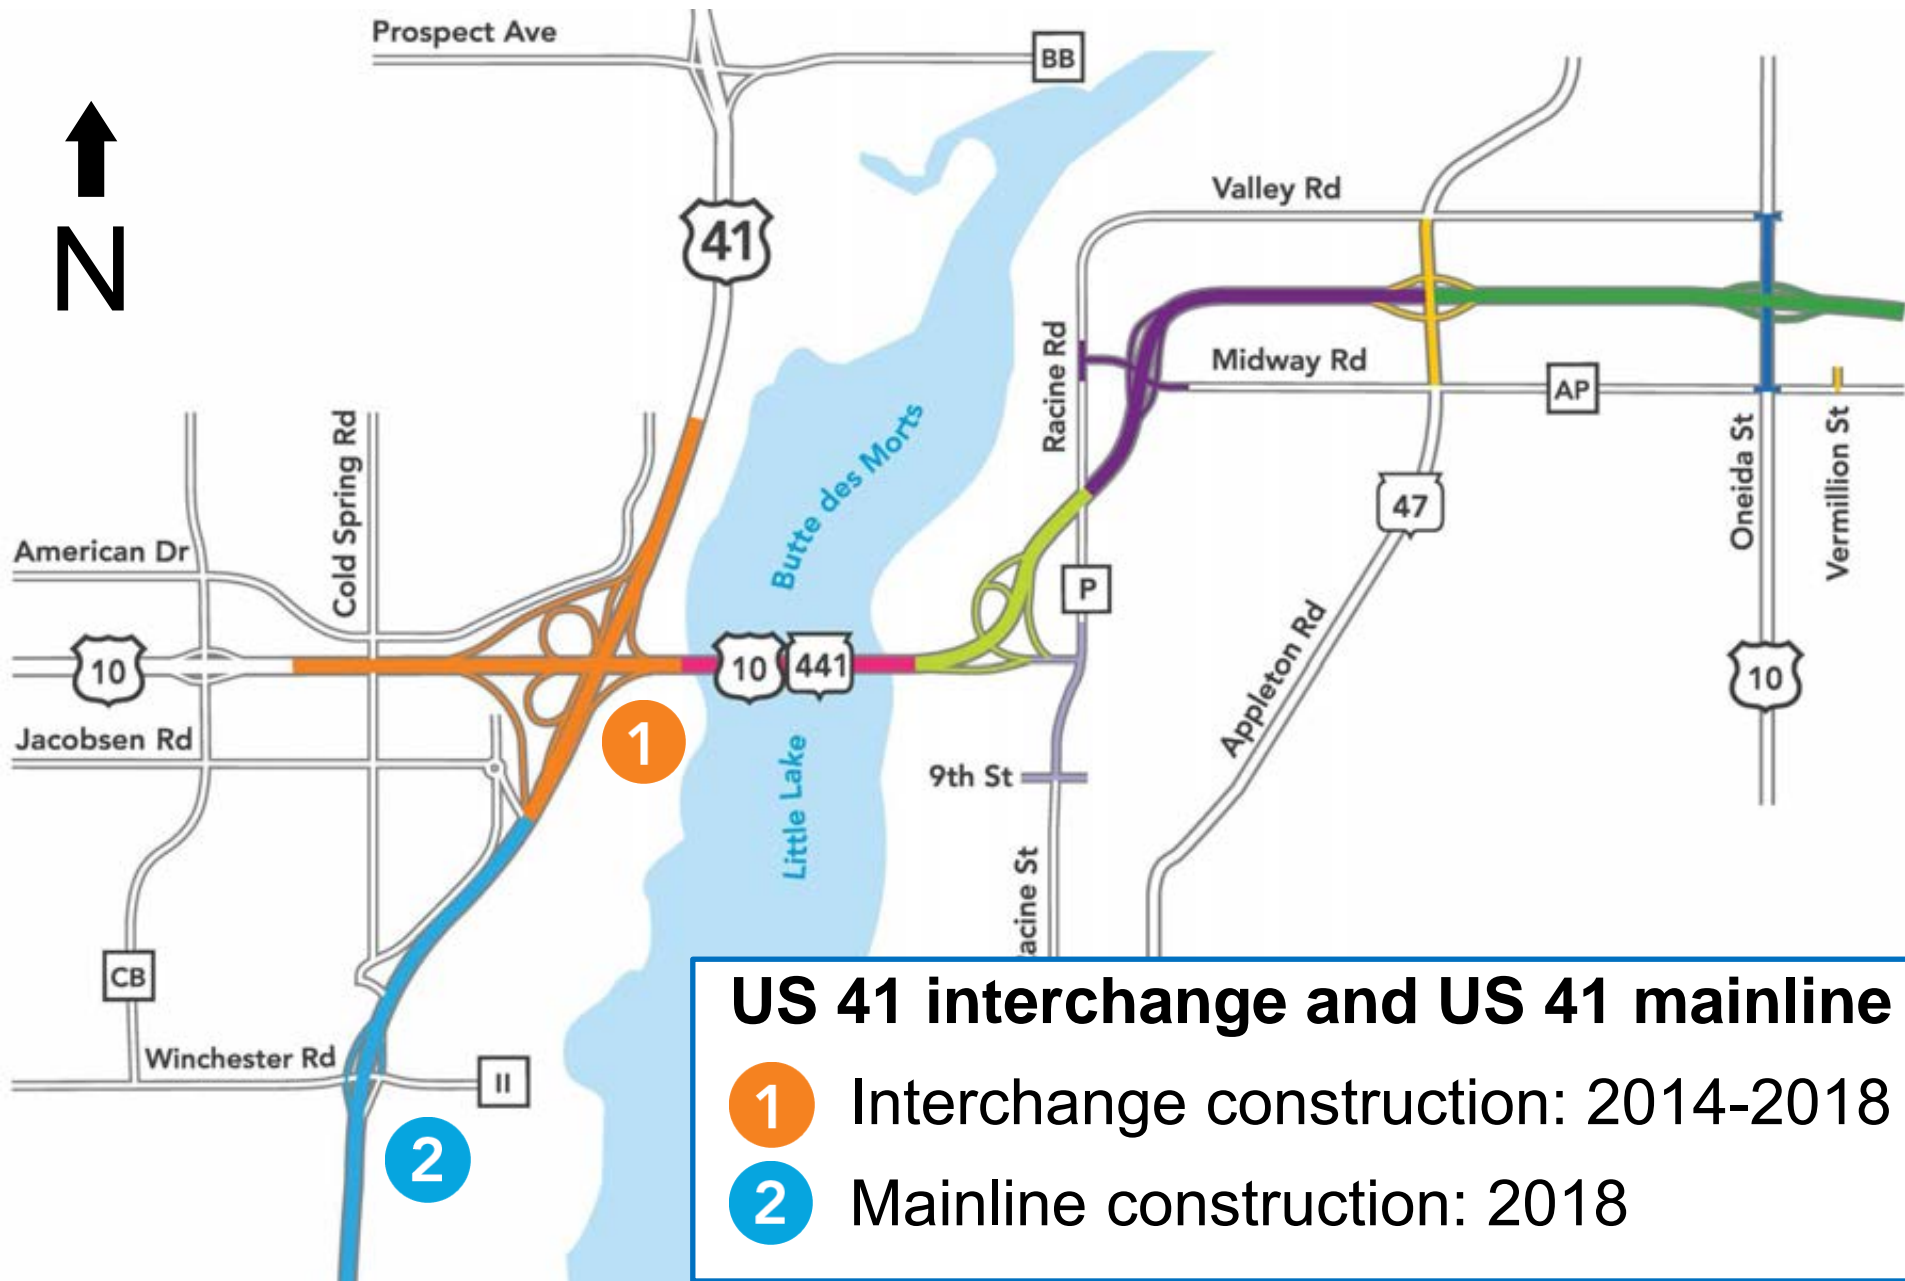 Prospect Ave
BB
N
41
Valley Rd
Racine Rd
Midway Rd
AP
Cold Spring Rd
Butte des Morts
47
Oneida St
Vermillion St
American Dr
P
10
10
441
Appleton Rd
10
Jacobsen Rd
1
9th St
Little Lake
acine St
CB
Winchester Rd
II
2
US 41 interchange and US 41 mainline
1 Interchange construction: 2014-2018
2 Mainline construction: 2018